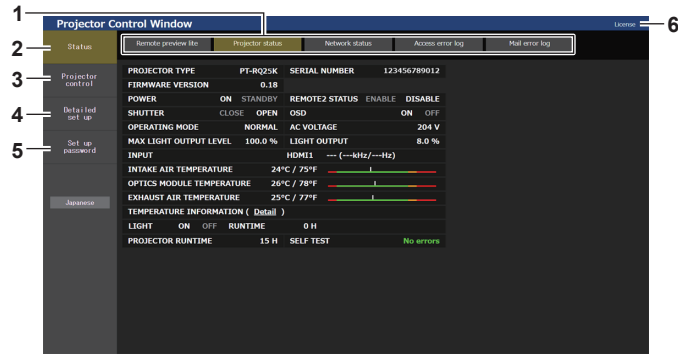 1
Projector Control Window
License
6
2
Status
Remote preview lite
Projector status
Network status
Access error log
Mail error log
3
Projector control
4
Detailed set up
5
Set up password
Japanese
PROJECTOR TYPE PT-RQ25K SERIAL NUMBER 123456789012
FIRMWARE VERSION 0.18
POWER ON STANDBY REMOTE2 STATUS ENABLE DISABLE
SHUTTER CLOSE OPEN OSD ON OFF
OPERATING MODE NORMAL AC VOLTAGE 204 V
MAX LIGHT OUTPUT LEVEL 100.0 % LIGHT OUTPUT 8.0 %
INPUT HDMI1 --- (---kHz/---Hz)
INTAKE AIR TEMPERATURE 24°C / 75°F
OPTICS MODULE TEMPERATURE 26°C / 78°F
EXHAUST AIR TEMPERATURE 25°C / 77°F
TEMPERATURE INFORMATION ( Detail )
LIGHT ON OFF RUNTIME 0 H
PROJECTOR RUNTIME 15 H SELF TEST No errors